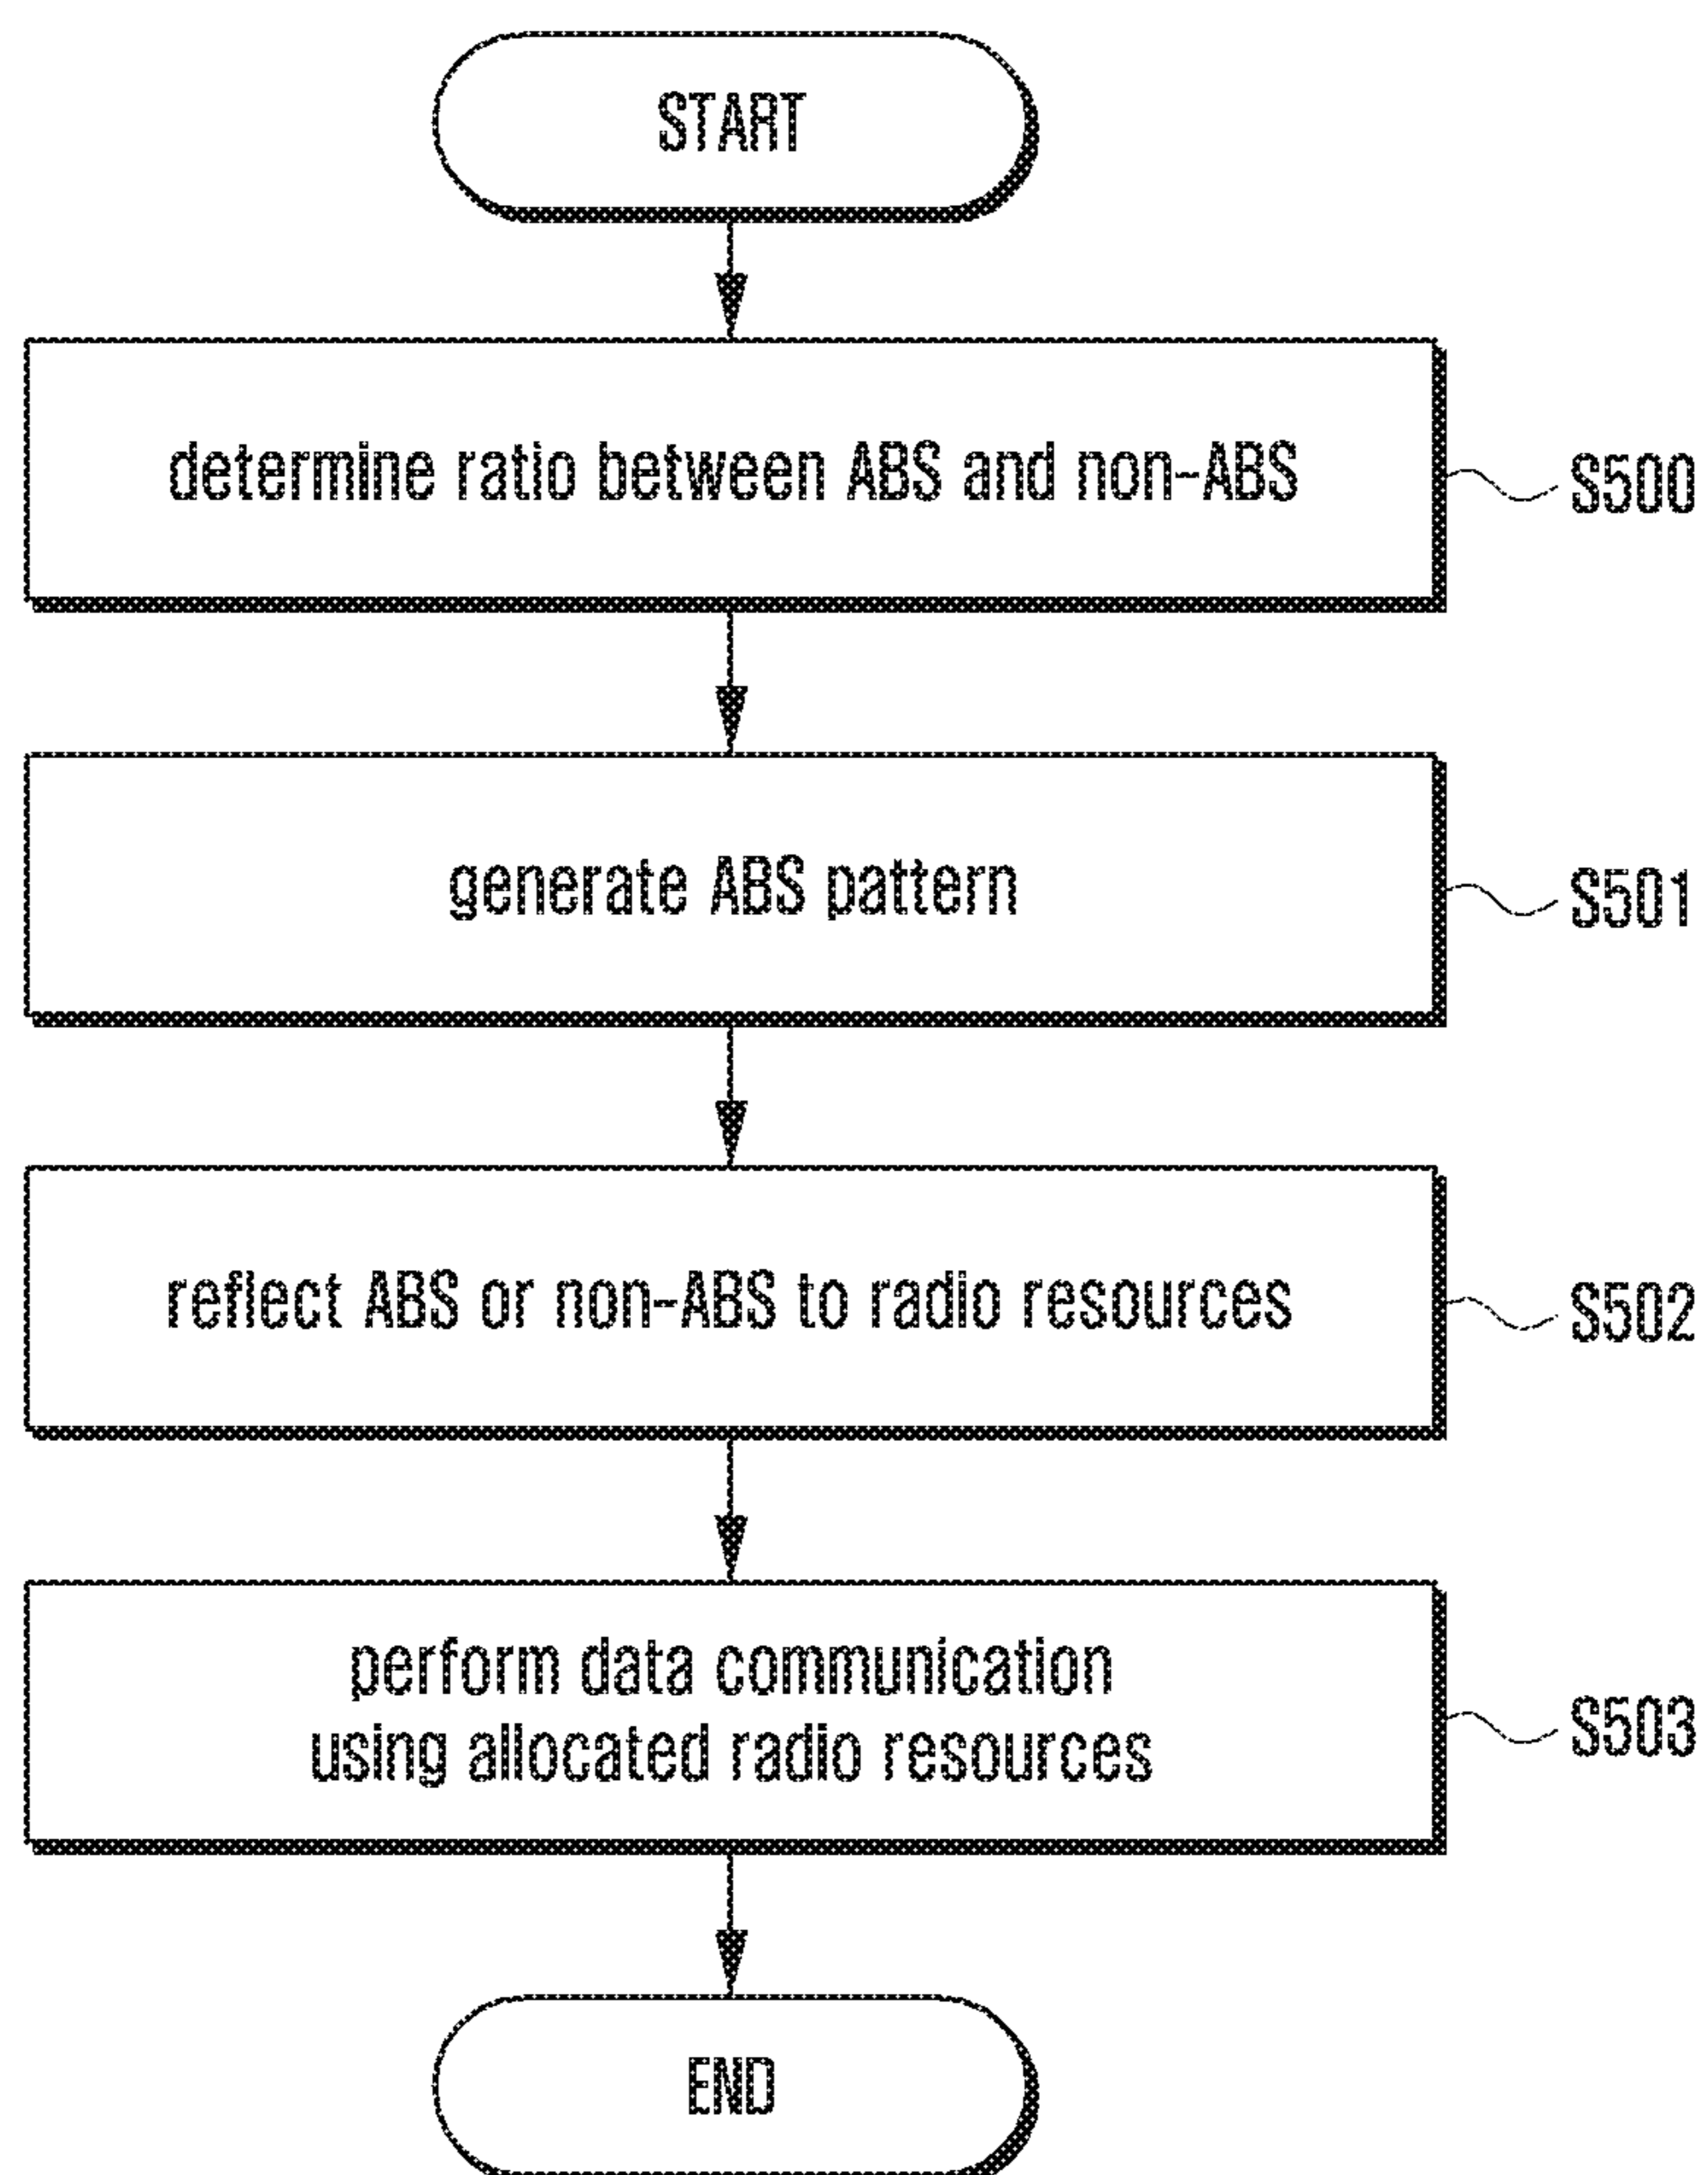 START
determine ratio between ABS and non-ABS
S500
generate ABS pattern
S501
reflect ABS or non-ABS to radio resources
S502
perform data communication
using allocated radio resources
S503
END